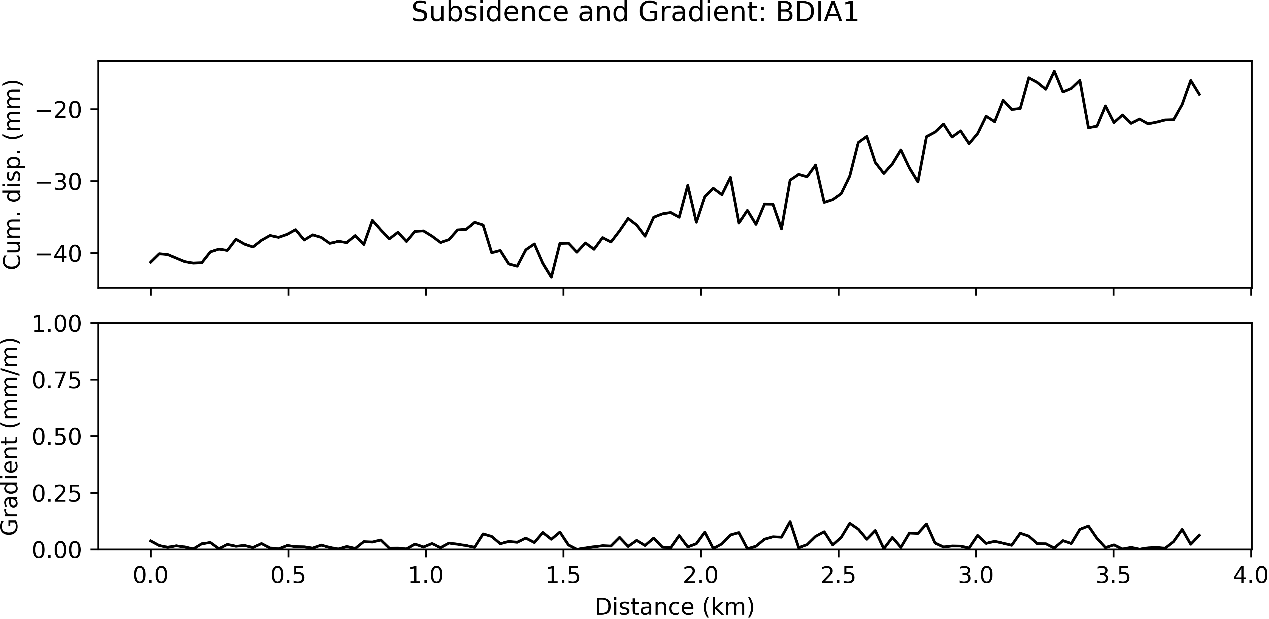 Subsidence and Gradient: BDIA1
Cum. disp. (mm)
−20
−30
−40
Gradient (mm/m)
1.00
0.75
0.50
0.25
0.00
0.0 0.5 1.0 1.5 2.0 2.5 3.0 3.5 4.0
Distance (km)